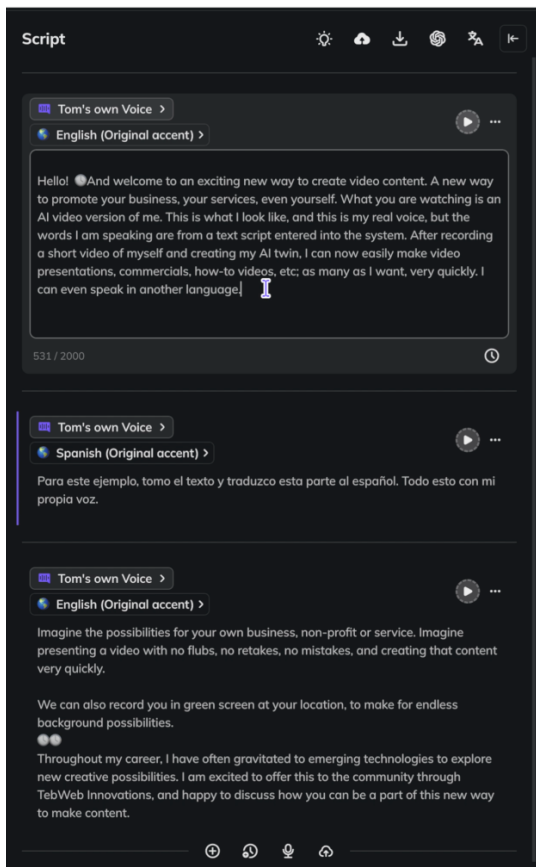 Script
Tom's own Voice >
English (Original accent) >
Hello! And welcome to an exciting new way to create video content. A new way
to promote your business, your services, even yourself. What you are watching is an
AI video version of me. This is what I look like, and this is my real voice, but the
words I am speaking are from a text script entered into the system. After recording
a short video of myself and creating my AI twin, I can now easily make video
presentations, commercials, how-to videos, etc; as many as I want, very quickly. I
can even speak in another language.
531 / 2000
Tom's own Voice >
Spanish (Original accent) >
Para este ejemplo, tomo el texto y traduzco esta parte al español. Todo esto con mi
propia voz.
Tom's own Voice >
English (Original accent) >
Imagine the possibilities for your own business, non-profit or service. Imagine
presenting a video with no flubs, no retakes, no mistakes, and creating that content
very quickly.
We can also record you in green screen at your location, to make for endless
background possibilities.
Throughout my career, I have often gravitated to emerging technologies to explore
new creative possibilities. I am excited to offer this to the community through
TebWeb Innovations, and happy to discuss how you can be a part of this new way
to make content.